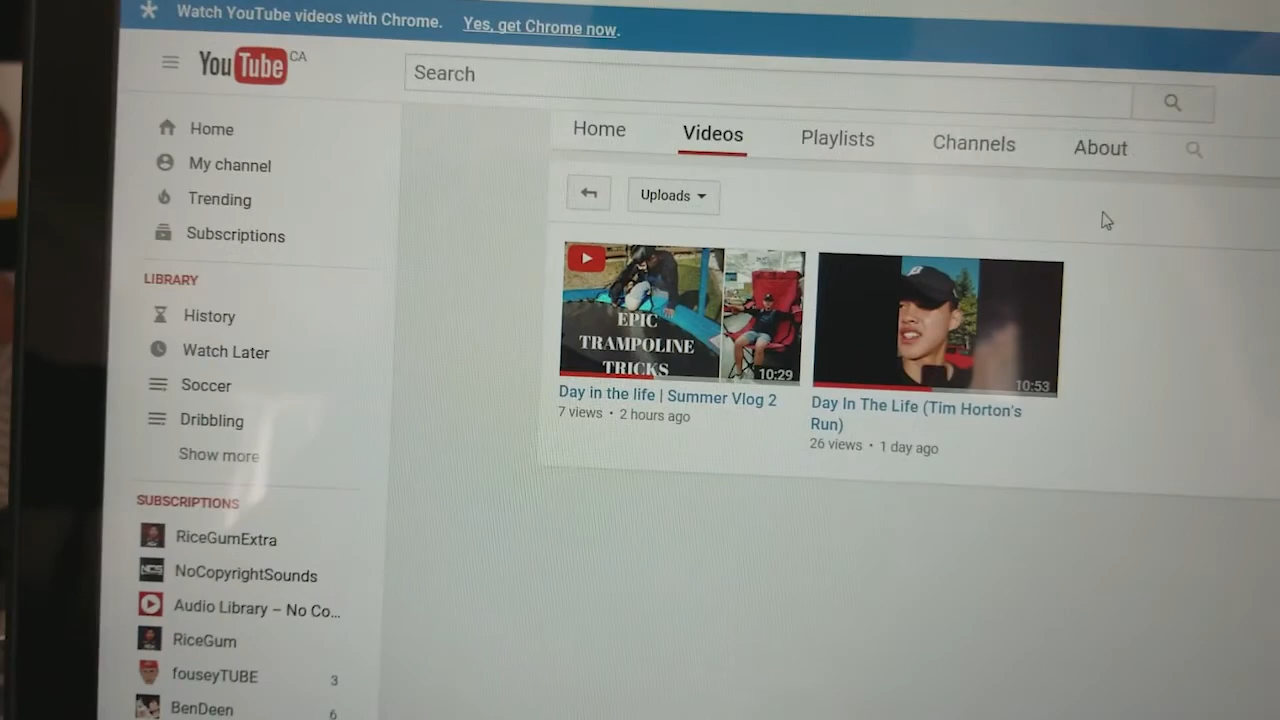 Watch YouTube videos with Chrome. Yes, get Chrome now.
YouTube CA
Search
Home
My channel
Trending
Subscriptions
LIBRARY
History
Watch Later
Soccer
Dribbling
Show more
SUBSCRIPTIONS
RiceGumExtra
NoCopyrightSounds
Audio Library – No Co...
RiceGum
fouseyTUBE 3
BenDeen 6
Home Videos Playlists Channels About
Uploads
EPIC
TRAMPOLINE
TRICKS
10:29
Day in the life | Summer Vlog 2
7 views • 2 hours ago
10:53
Day In The Life (Tim Horton's
Run)
26 views • 1 day ago